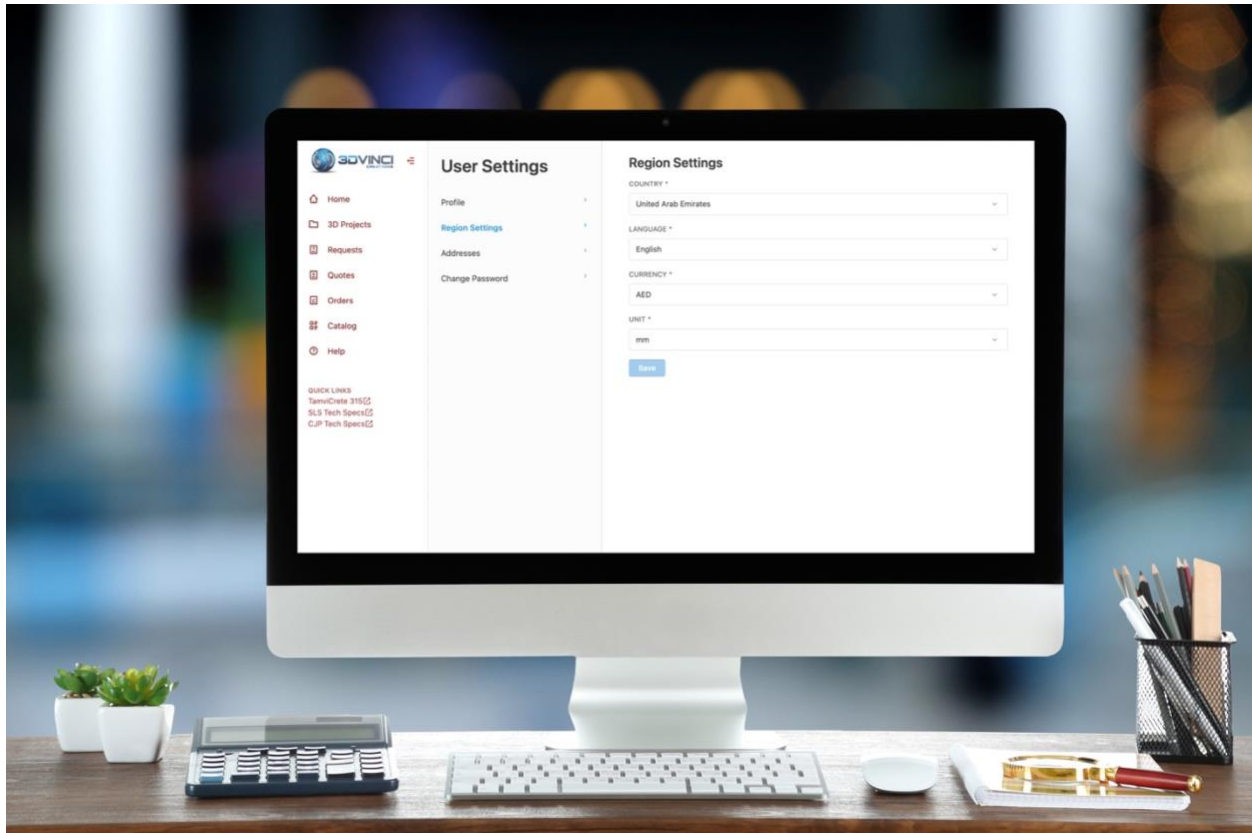 3DVINCI
Home
3D Projects
Requests
Quotes
Orders
Catalog
Help
QUICK LINKS
TamviCrete 315
SLS Tech Specs
CJP Tech Specs
User Settings
Profile
Region Settings
Addresses
Change Password
Region Settings
COUNTRY *
United Arab Emirates
LANGUAGE *
English
CURRENCY *
AED
UNIT *
mm
Save